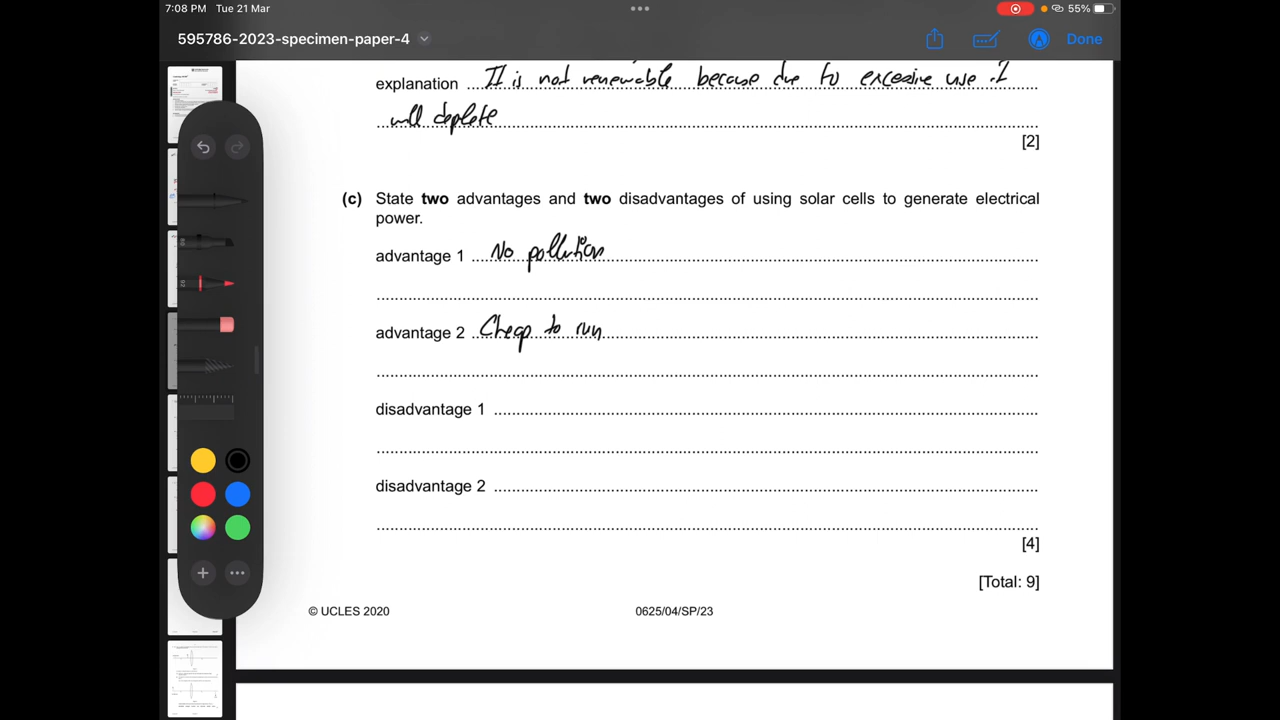 7:08 PM Tue 21 Mar
55%
595786-2023-specimen-paper-4
Done
explanation It is not renewable because due to excessive use it
will deplete
[2]
(c) State two advantages and two disadvantages of using solar cells to generate electrical
power.
advantage 1 No pollution
advantage 2 Cheap to run
disadvantage 1
disadvantage 2
[4]
[Total: 9]
© UCLES 2020 0625/04/SP/23